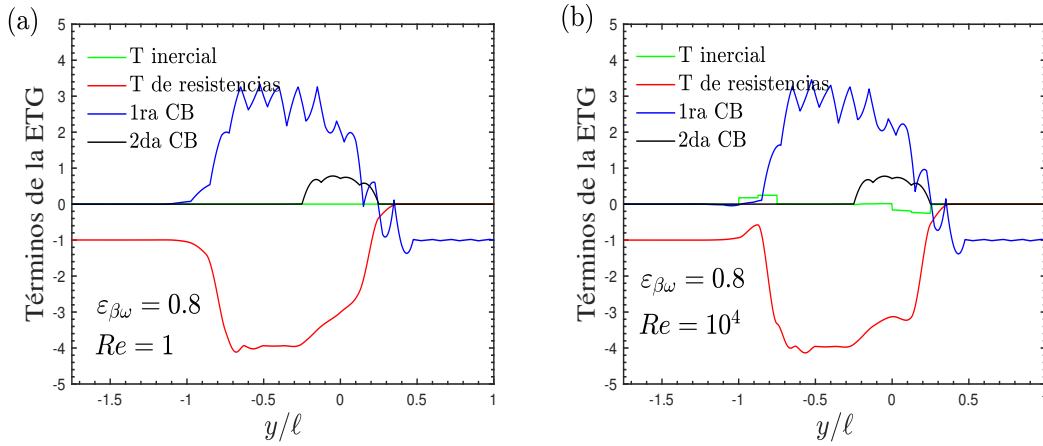 (a)
Términos de la ETG
5
4
3
2
1
0
-1
-2
-3
-4
-5
T inercial
T de resistencias
1ra CB
2da CB
εβω = 0.8
Re = 1
-1.5 -1 -0.5 0 0.5 1
y/ℓ
(b)
Términos de la ETG
5
4
3
2
1
0
-1
-2
-3
-4
-5
T inercial
T de resistencias
1ra CB
2da CB
εβω = 0.8
Re = 10⁴
-1.5 -1 -0.5 0 0.5 1
y/ℓ